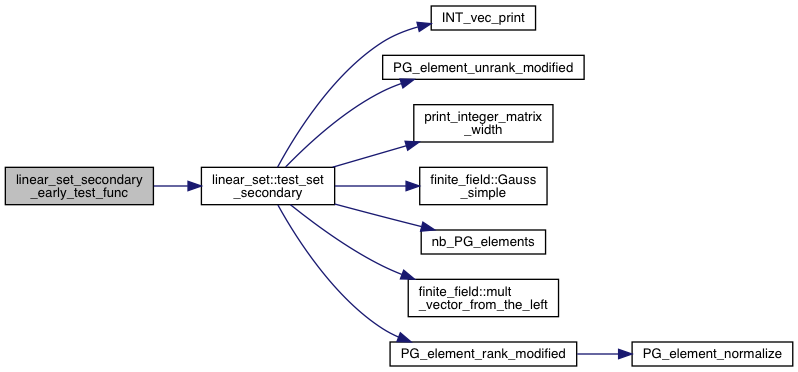 linear_set_secondary
_early_test_func
linear_set::test_set
_secondary
INT_vec_print
PG_element_unrank_modified
print_integer_matrix
_width
finite_field::Gauss
_simple
nb_PG_elements
finite_field::mult
_vector_from_the_left
PG_element_rank_modified
PG_element_normalize